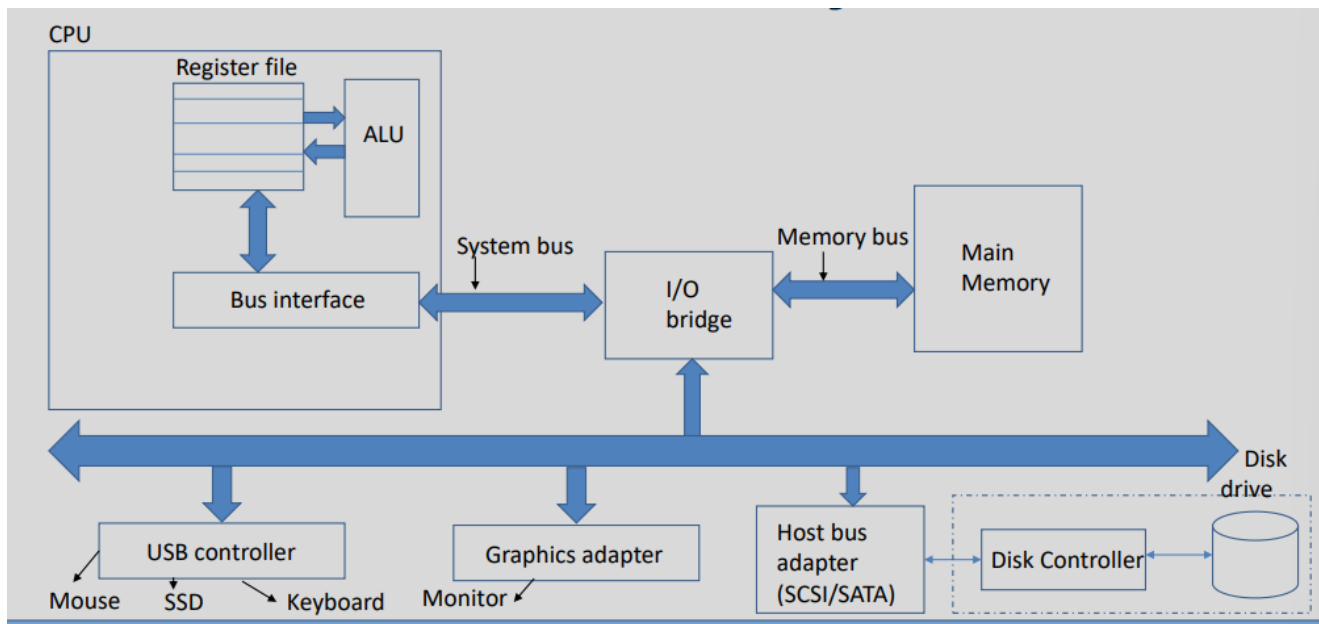 CPU
Register file
ALU
System bus
Memory bus
Main
Memory
I/O
bridge
Bus interface
Disk
drive
USB controller
Graphics adapter
Host bus
adapter
(SCSI/SATA)
Disk Controller
Mouse
SSD
Keyboard
Monitor